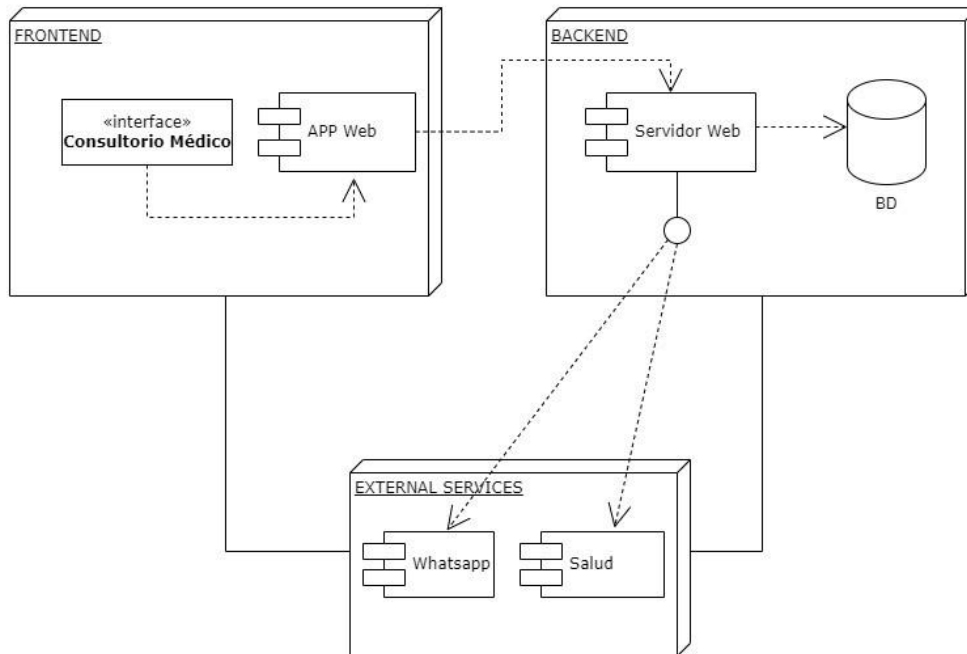 FRONTEND
«interface»
Consultorio Médico
APP Web
BACKEND
Servidor Web
BD
EXTERNAL SERVICES
Whatsapp
Salud